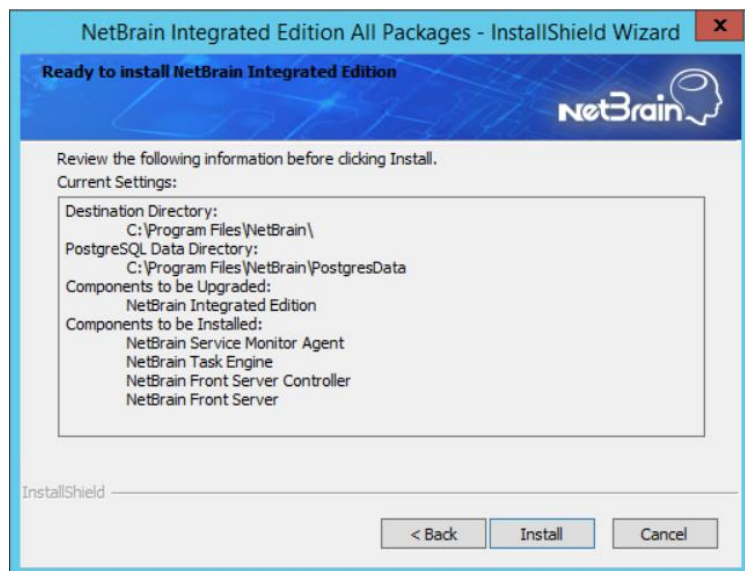 NetBrain Integrated Edition All Packages - InstallShield Wizard
x
Ready to install NetBrain Integrated Edition
NetBrain
Review the following information before clicking Install.
Current Settings:
Destination Directory:
C:\Program Files\NetBrain\
PostgreSQL Data Directory:
C:\Program Files\NetBrain\PostgresData
Components to be Upgraded:
NetBrain Integrated Edition
Components to be Installed:
NetBrain Service Monitor Agent
NetBrain Task Engine
NetBrain Front Server Controller
NetBrain Front Server
InstallShield
< Back Install Cancel